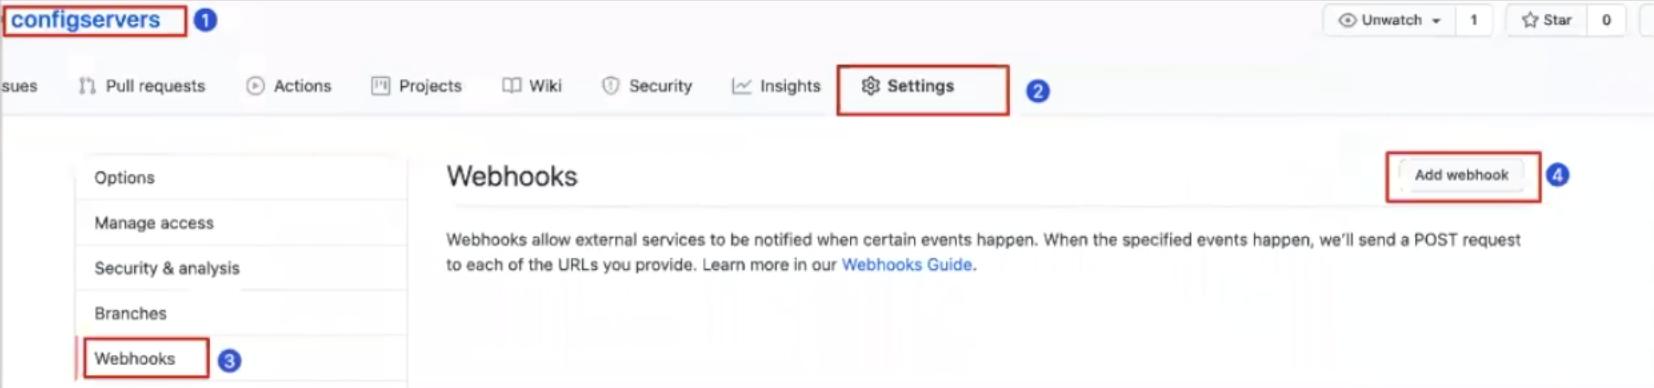 configservers 1
Unwatch 1 Star 0
sues Pull requests Actions Projects Wiki Security Insights Settings 2
Options
Manage access
Security & analysis
Branches
Webhooks 3
Webhooks
Add webhook 4
Webhooks allow external services to be notified when certain events happen. When the specified events happen, we'll send a POST request
to each of the URLs you provide. Learn more in our Webhooks Guide.